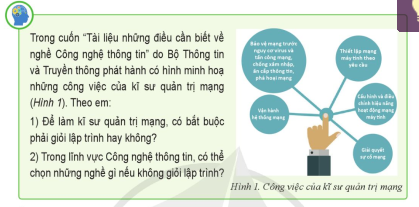 Trong cuốn “Tài liệu những điều cần biết về
nghề Công nghệ thông tin” do Bộ Thông tin
và Truyền thông phát hành có hình minh hoạ
những công việc của kĩ sư quản trị mạng
(Hình 1). Theo em:
1) Để làm kĩ sư quản trị mạng, có bắt buộc
phải giỏi lập trình hay không?
2) Trong lĩnh vực Công nghệ thông tin, có thể
chọn những nghề gì nếu không giỏi lập trình?
Bảo vệ mạng trước
nguy cơ virus và
tấn công mạng,
chống xâm nhập,
ăn cắp thông tin,
phá hoại mạng
Thiết lập mạng
máy tính theo
yêu cầu
Vận hành
hệ thống mạng
Cấu hình và điều
chỉnh hiệu năng
hoạt động mạng
máy tính
Giải quyết
sự cố mạng
Hình 1. Công việc của kĩ sư quản trị mạng